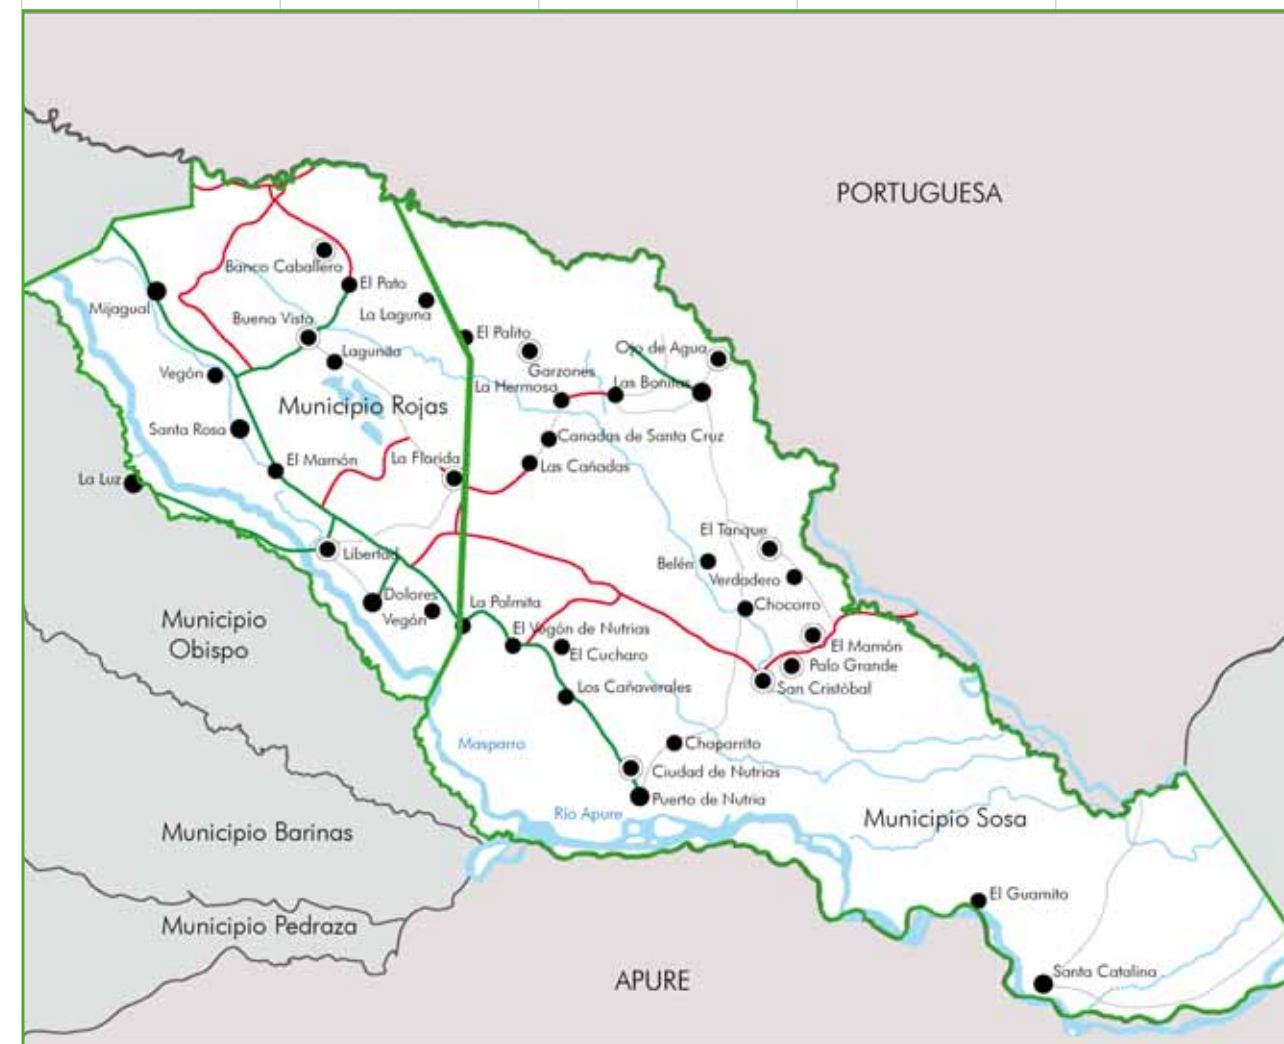 PORTUGUESA
Banco Caballero
El Pato
Mijagual
La Laguna
Buena Vista
El Palito
Lagunita
Ojo de Agua
Vegón
Garzones
La Hermosa
Las Bonitas
Municipio Rojas
Santa Rosa
Canadas de Santa Cruz
El Mamón
La Florida
Las Cañadas
La Luz
El Tanque
Libertad
Belén
Verdadero
Dolores
La Palmita
Chocorro
Vegón
Municipio
Obispo
El Vegón de Nutrias
El Mamón
El Cucharo
Palo Grande
Los Cañaverales
San Cristóbal
Masparro
Chaparrito
Ciudad de Nutrias
Puerto de Nutria
Río Apure
Municipio Sosa
Municipio Barinas
El Guamito
Municipio Pedraza
Santa Catalina
APURE